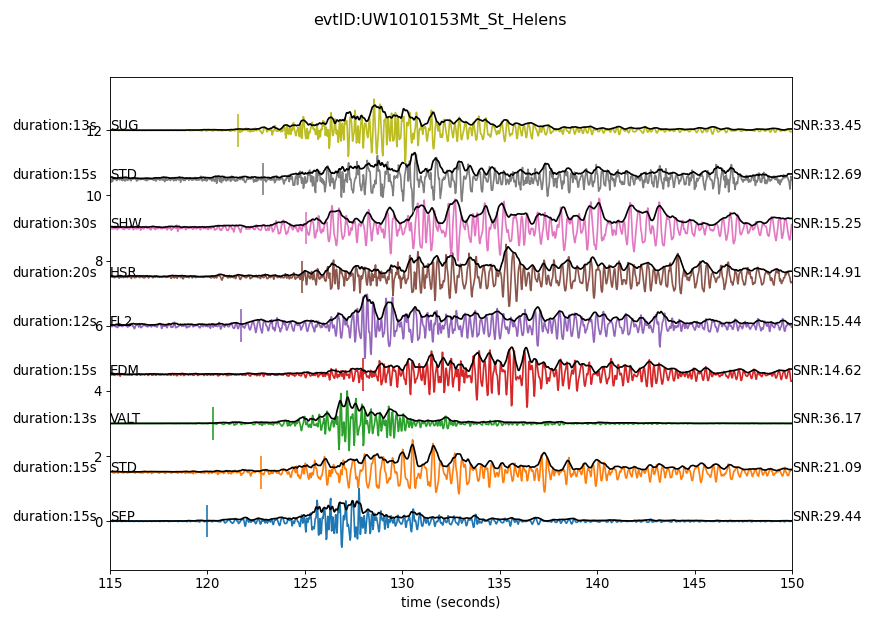 evtID:UW1010153Mt_St_Helens
duration:13s 12 SUG SNR:33.45
duration:15s STD SNR:12.69
10
duration:30s SHW SNR:15.25
8
duration:20s HSR SNR:14.91
duration:12s 6 FL2 SNR:15.44
duration:15s EDM SNR:14.62
4
duration:13s VALT SNR:36.17
2
duration:15s STD SNR:21.09
duration:15s 0 SEP SNR:29.44
115 120 125 130 135 140 145 150
time (seconds)